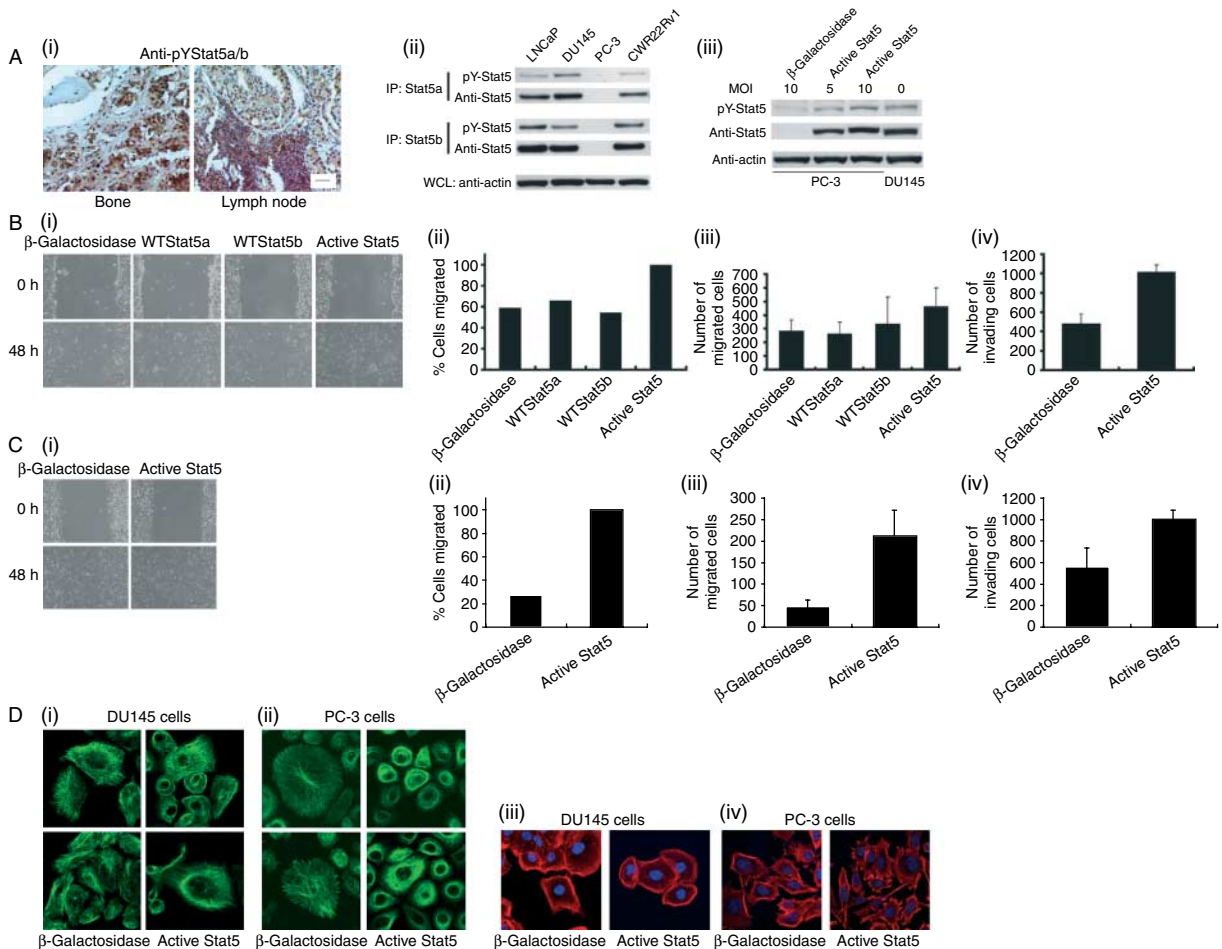 A
(i)
Anti-pYStat5a/b
Bone
Lymph node
(ii)
LNCaP
DU145
PC-3
CWR22Rv1
IP: Stat5a
pY-Stat5
Anti-Stat5
IP: Stat5b
pY-Stat5
Anti-Stat5
WCL: anti-actin
(iii)
β-Galactosidase
Active Stat5
Active Stat5
MOI 10 5 10 0
pY-Stat5
Anti-Stat5
Anti-actin
PC-3 DU145
B
(i)
β-Galactosidase WTStat5a WTStat5b Active Stat5
0 h
48 h
(ii)
% Cells migrated
100
80
60
40
20
0
β-Galactosidase
WTStat5a
WTStat5b
Active Stat5
(iii)
Number of
migrated cells
700
600
500
400
300
200
100
0
β-Galactosidase
WTStat5a
WTStat5b
Active Stat5
(iv)
Number of
invading cells
1200
1000
800
600
400
200
0
β-Galactosidase
Active Stat5
C
(i)
β-Galactosidase Active Stat5
0 h
48 h
(ii)
% Cells migrated
100
80
60
40
20
0
β-Galactosidase
Active Stat5
(iii)
Number of
migrated cells
300
250
200
150
100
50
0
β-Galactosidase
Active Stat5
(iv)
Number of
invading cells
1200
1000
800
600
400
200
0
β-Galactosidase
Active Stat5
D
(i)
DU145 cells
β-Galactosidase Active Stat5
(ii)
PC-3 cells
β-Galactosidase Active Stat5
(iii)
DU145 cells
β-Galactosidase Active Stat5
(iv)
PC-3 cells
β-Galactosidase Active Stat5